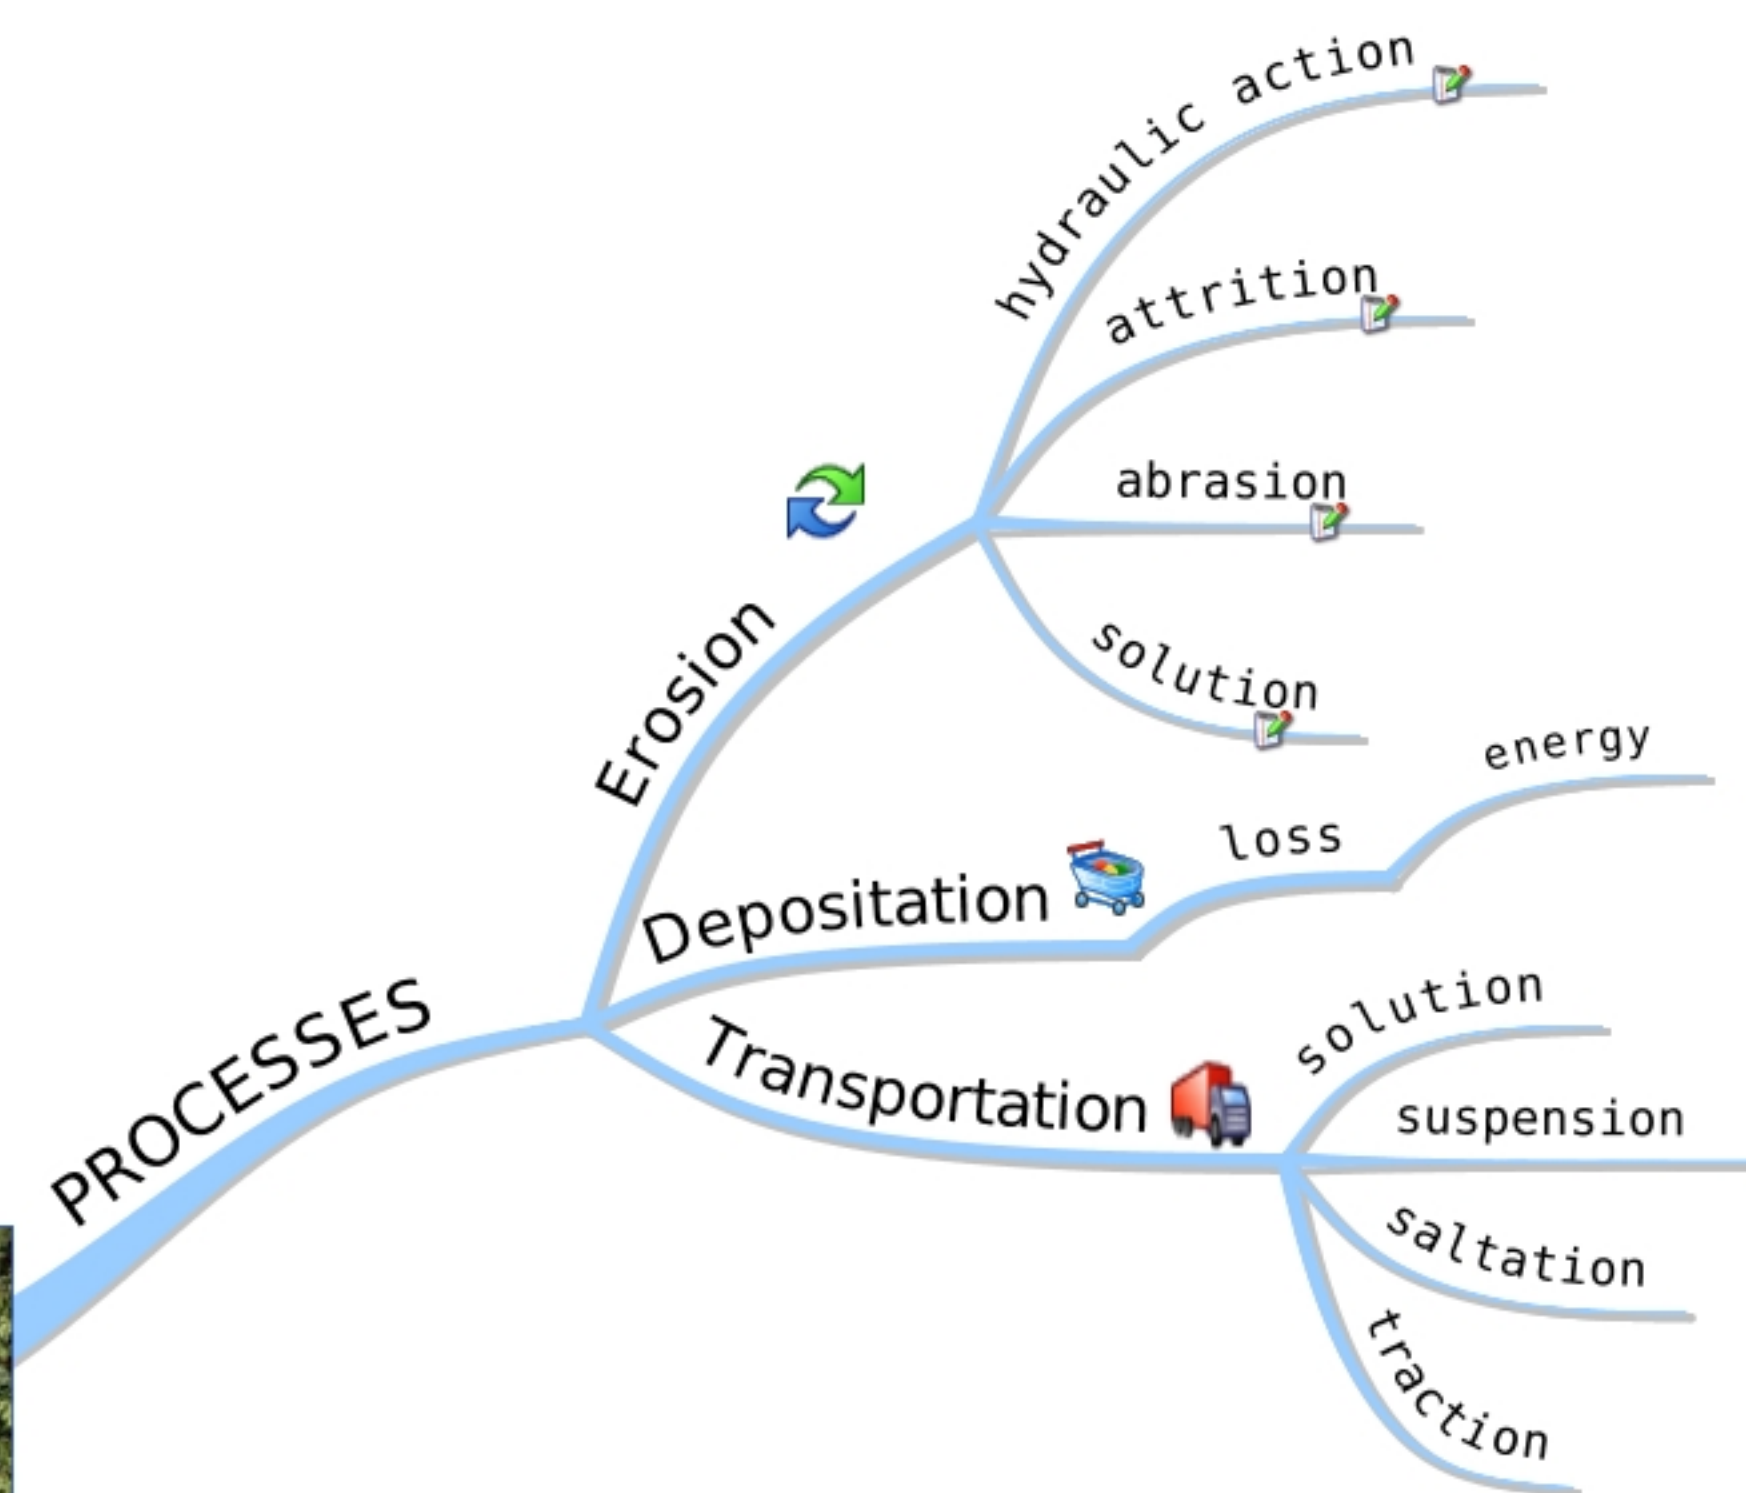 PROCESSES
Erosion
hydraulic action
attrition
abrasion
solution
Depositation
loss
energy
Transportation
solution
suspension
saltation
traction